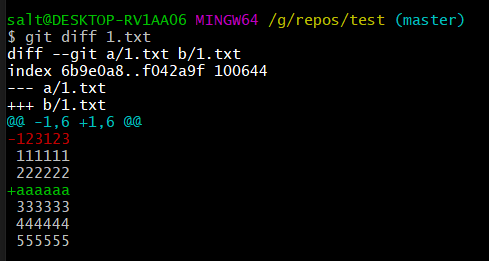 salt@DESKTOP-RV1AA06 MINGW64 /g/repos/test (master)
$ git diff 1.txt
diff --git a/1.txt b/1.txt
index 6b9e0a8..f042a9f 100644
--- a/1.txt
+++ b/1.txt
@@ -1,6 +1,6 @@
-123123
 111111
 222222
+aaaaaa
 333333
 444444
 555555